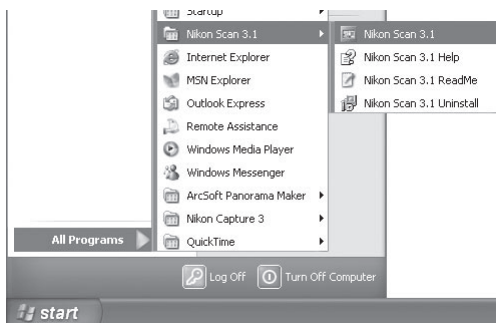 Startup
Nikon Scan 3.1
Internet Explorer
MSN Explorer
Outlook Express
Remote Assistance
Windows Media Player
Windows Messenger
ArcSoft Panorama Maker
Nikon Capture 3
QuickTime
Nikon Scan 3.1
Nikon Scan 3.1 Help
Nikon Scan 3.1 ReadMe
Nikon Scan 3.1 Uninstall
All Programs
Log Off
Turn Off Computer
start